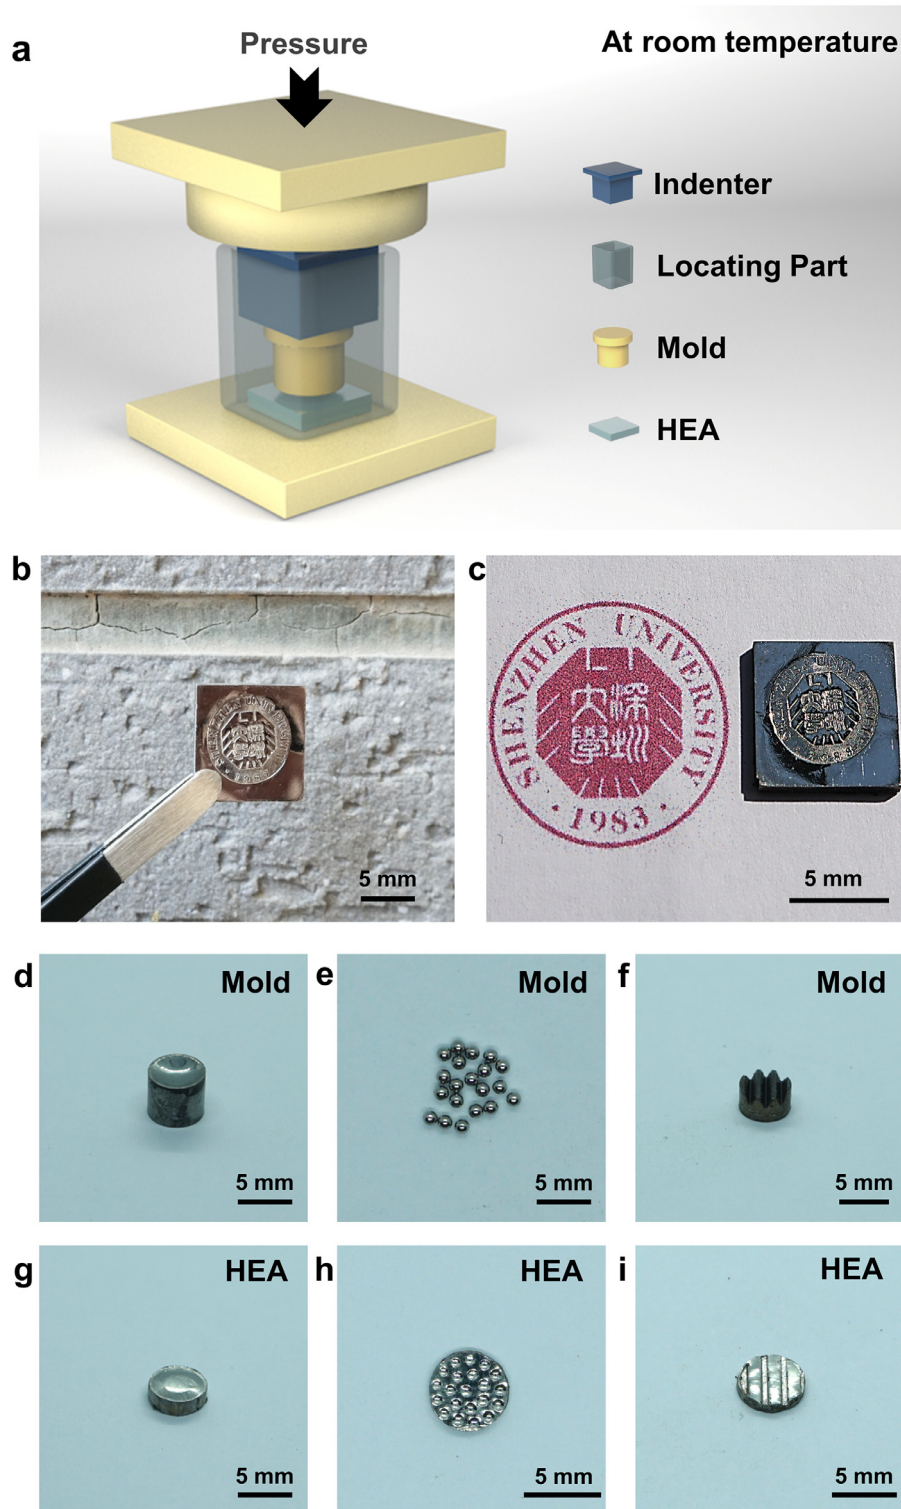 a
Pressure
At room temperature
Indenter
Locating Part
Mold
HEA
b
5 mm
c
SHENZHEN UNIVERSITY
深圳
大學
· 1983 ·
5 mm
d
Mold
5 mm
e
5 mm
f
Mold
5 mm
g
HEA
5 mm
h
HEA
5 mm
i
HEA
5 mm